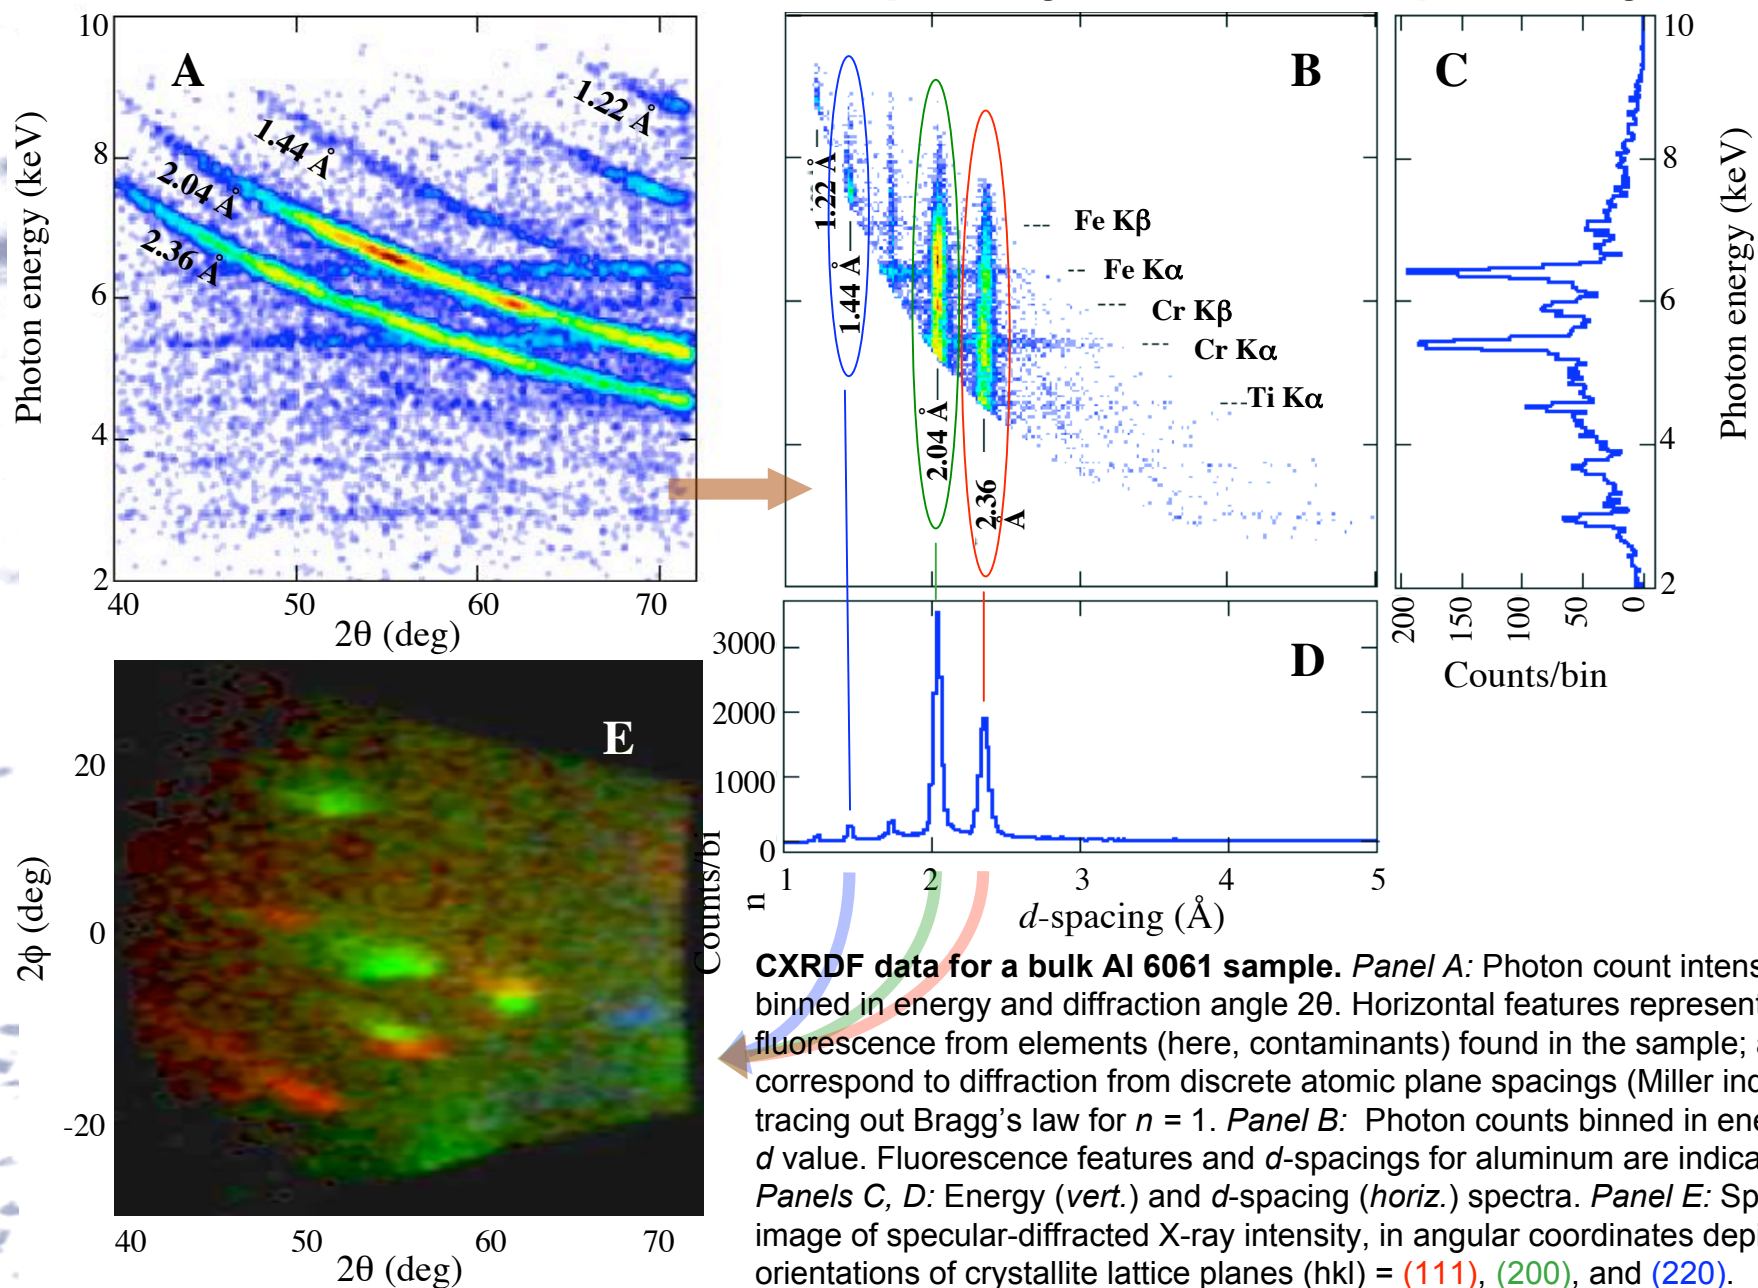 A
1.22 Å
1.44 Å
2.04 Å
2.36 Å
Photon energy (keV)
10
8
6
4
2
40
50
60
70
2θ (deg)
B
1.22 Å
1.44 Å
2.04 Å
2.36
Å
Fe Kβ
Fe Kα
Cr Kβ
Cr Kα
Ti Kα
C
10
8
6
4
2
Photon energy (keV)
200
150
100
50
0
Counts/bin
D
3000
2000
1000
0
Counts/bi
n
1
2
3
4
5
d-spacing (Å)
E
20
0
-20
2ϕ (deg)
40
50
60
70
2θ (deg)
CXRDF data for a bulk Al 6061 sample. Panel A: Photon count intens
binned in energy and diffraction angle 2θ. Horizontal features represent
fluorescence from elements (here, contaminants) found in the sample; a
correspond to diffraction from discrete atomic plane spacings (Miller ind
tracing out Bragg's law for n = 1. Panel B: Photon counts binned in ene
d value. Fluorescence features and d-spacings for aluminum are indica
Panels C, D: Energy (vert.) and d-spacing (horiz.) spectra. Panel E: Sp
image of specular-diffracted X-ray intensity, in angular coordinates depi
orientations of crystallite lattice planes (hkl) = (111), (200), and (220).